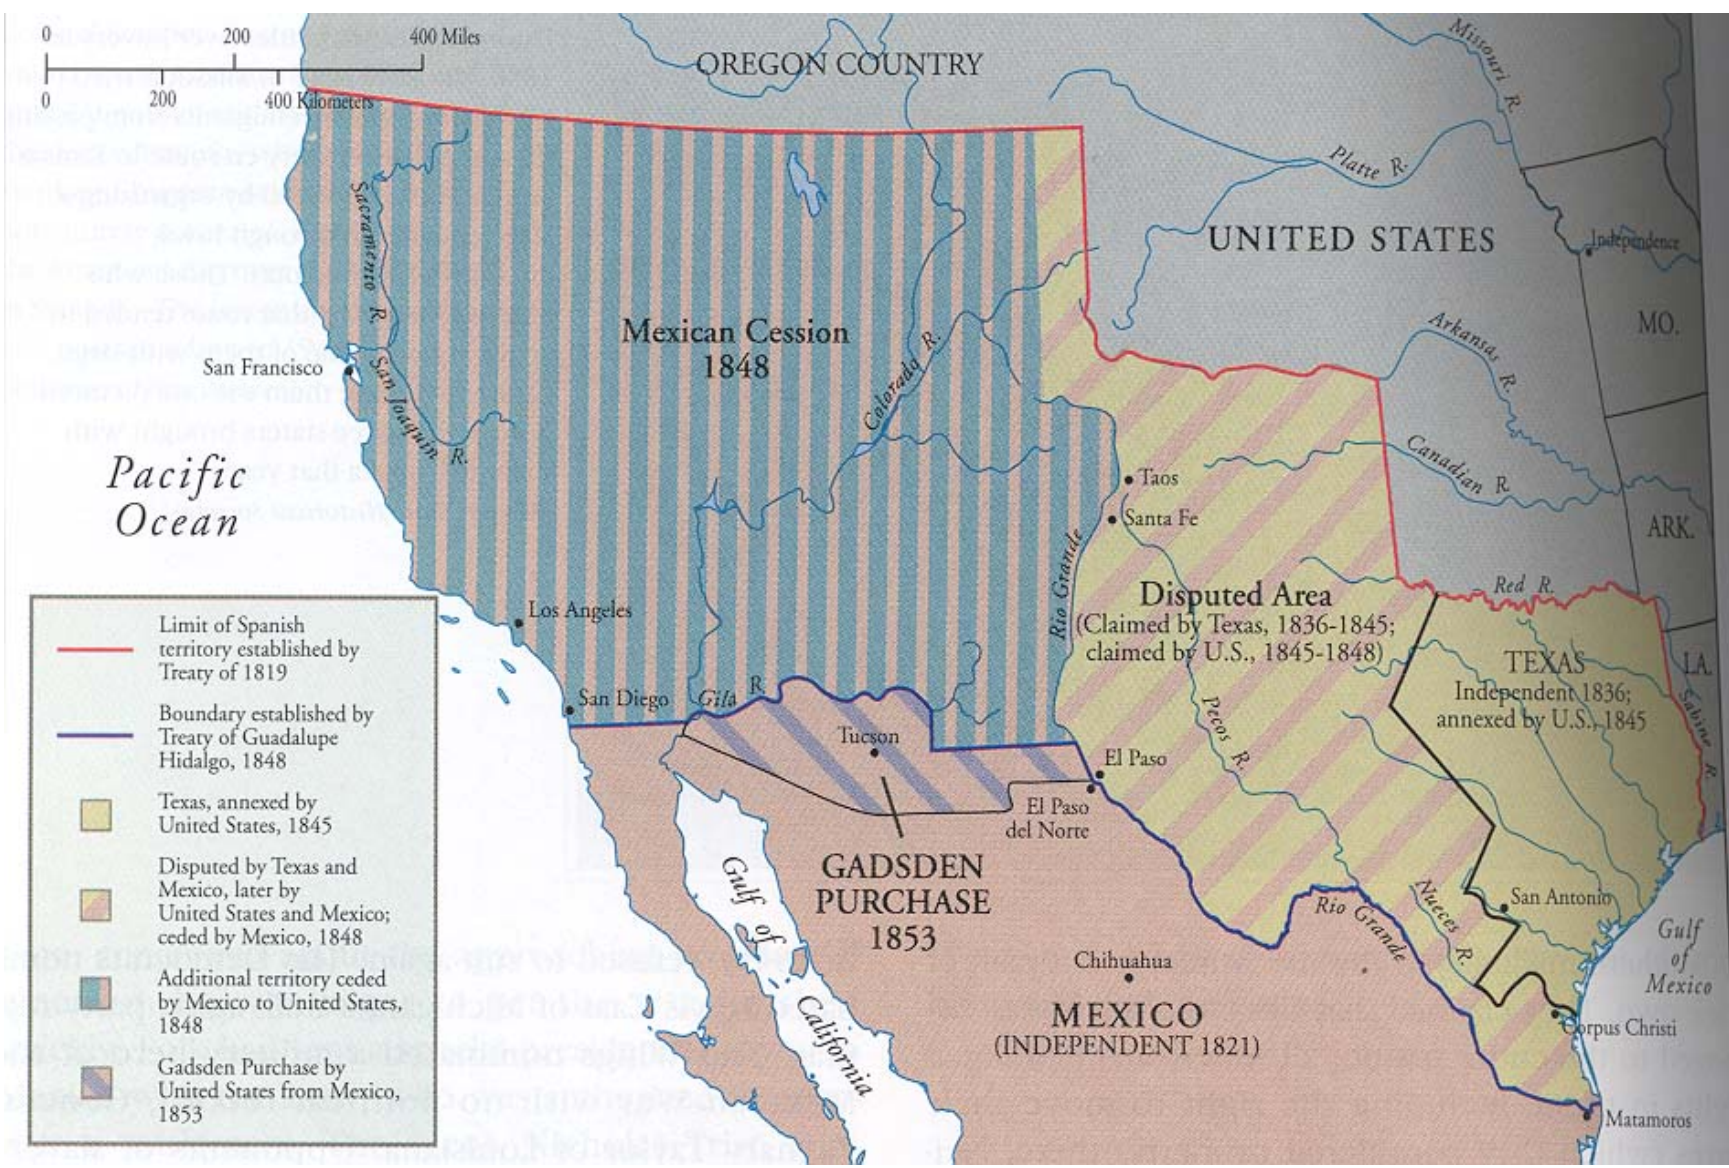 0 200 400 Miles
0 200 400 Kilometers
OREGON COUNTRY
Missouri R.
Platte R.
UNITED STATES
Independence
MO.
Sacramento R.
Mexican Cession
1848
San Francisco
San Joaquin R.
Colorado R.
Arkansas R.
Canadian R.
Pacific
Ocean
Taos
Santa Fe
ARK.
Rio Grande
Red R.
Disputed Area
(Claimed by Texas, 1836-1845;
claimed by U.S., 1845-1848)
Los Angeles
TEXAS
Independent 1836;
annexed by U.S., 1845
LA.
Sabine R.
San Diego
Gila R.
Pecos R.
Tucson
El Paso
El Paso
del Norte
GADSDEN
PURCHASE
1853
Gulf of California
Rio Grande
Nueces R.
San Antonio
Gulf
of
Mexico
Chihuahua
MEXICO
(INDEPENDENT 1821)
Corpus Christi
Matamoros
Limit of Spanish
territory established by
Treaty of 1819
Boundary established by
Treaty of Guadalupe
Hidalgo, 1848
Texas, annexed by
United States, 1845
Disputed by Texas and
Mexico, later by
United States and Mexico;
ceded by Mexico, 1848
Additional territory ceded
by Mexico to United States,
1848
Gadsden Purchase by
United States from Mexico,
1853